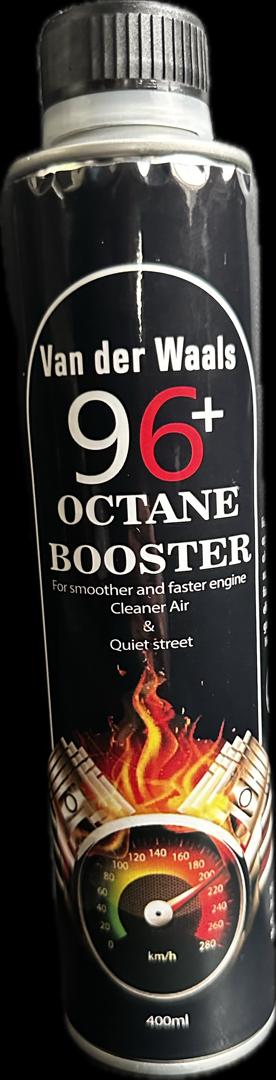 Van der Waals
96+
OCTANE
BOOSTER
For smoother and faster engine
Cleaner Air
&
Quiet street
0 20 40 60 80 100 120 140 160 180 200 220 240 260 280
km/h
400ml